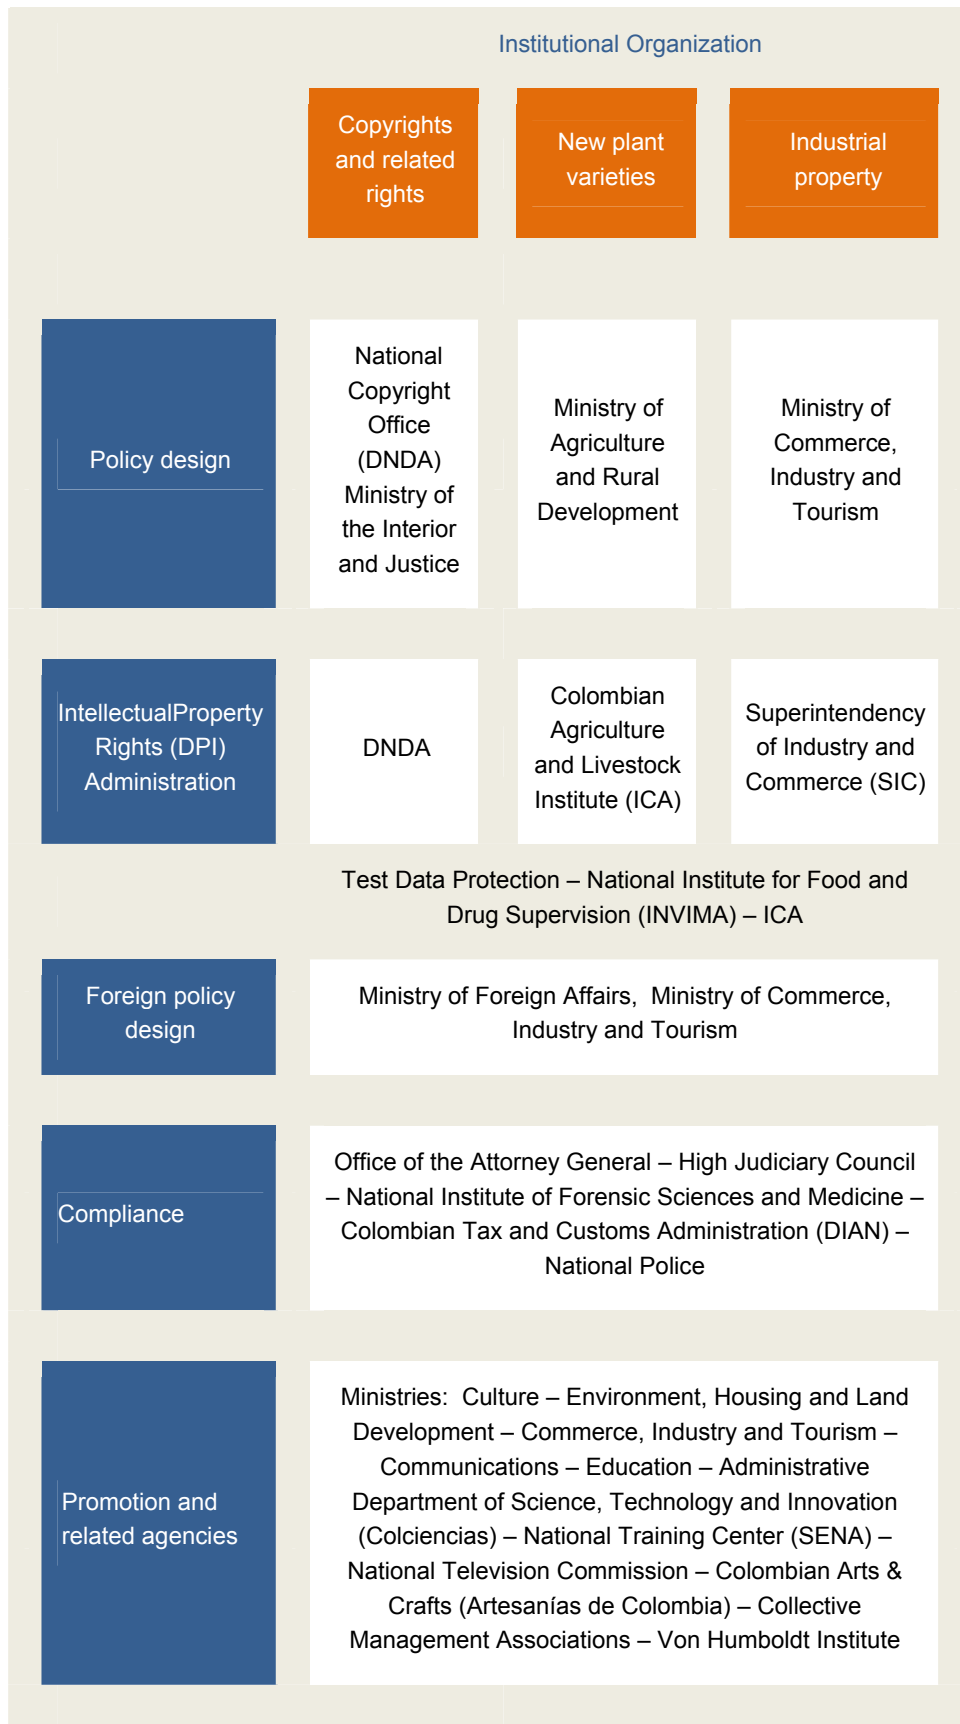 Institutional Organization
Copyrights
and related
rights
New plant
varieties
Industrial
property
Policy design
National
Copyright
Office
(DNDA)
Ministry of
the Interior
and Justice
Ministry of
Agriculture
and Rural
Development
Ministry of
Commerce,
Industry and
Tourism
IntellectualProperty
Rights (DPI)
Administration
DNDA
Colombian
Agriculture
and Livestock
Institute (ICA)
Superintendency
of Industry and
Commerce (SIC)
Test Data Protection – National Institute for Food and
Drug Supervision (INVIMA) – ICA
Foreign policy
design
Ministry of Foreign Affairs,  Ministry of Commerce,
Industry and Tourism
Compliance
Office of the Attorney General – High Judiciary Council
– National Institute of Forensic Sciences and Medicine –
Colombian Tax and Customs Administration (DIAN) –
National Police
Promotion and
related agencies
Ministries:  Culture – Environment, Housing and Land
Development – Commerce, Industry and Tourism –
Communications – Education – Administrative
Department of Science, Technology and Innovation
(Colciencias) – National Training Center (SENA) –
National Television Commission – Colombian Arts &
Crafts (Artesanías de Colombia) – Collective
Management Associations – Von Humboldt Institute